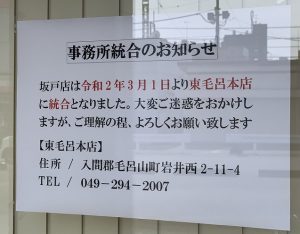 事務所統合のお知らせ
坂戸店は令和2年3月1日より東毛呂本店
に統合となりました。大変ご迷惑をおかけし
ますが、ご理解の程、よろしくお願い致します
【東毛呂本店】
住所 / 入間郡毛呂山町岩井西2-11-4
TEL / 049-294-2007